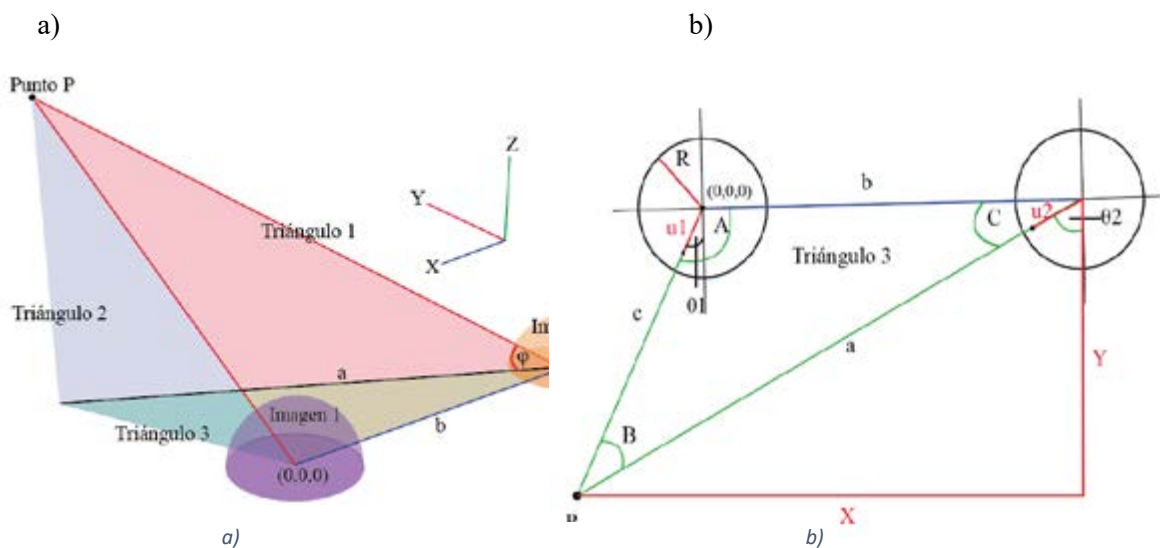 a)
b)
Punto P
Z
Y
X
Triángulo 1
Triángulo 2
φ
a
Imagen 1
b
Triángulo 3
(0,0,0)
a)
R
(0,0,0)
b
u1
A
C
u2
θ2
Triángulo 3
θ1
c
a
Y
B
X
b)